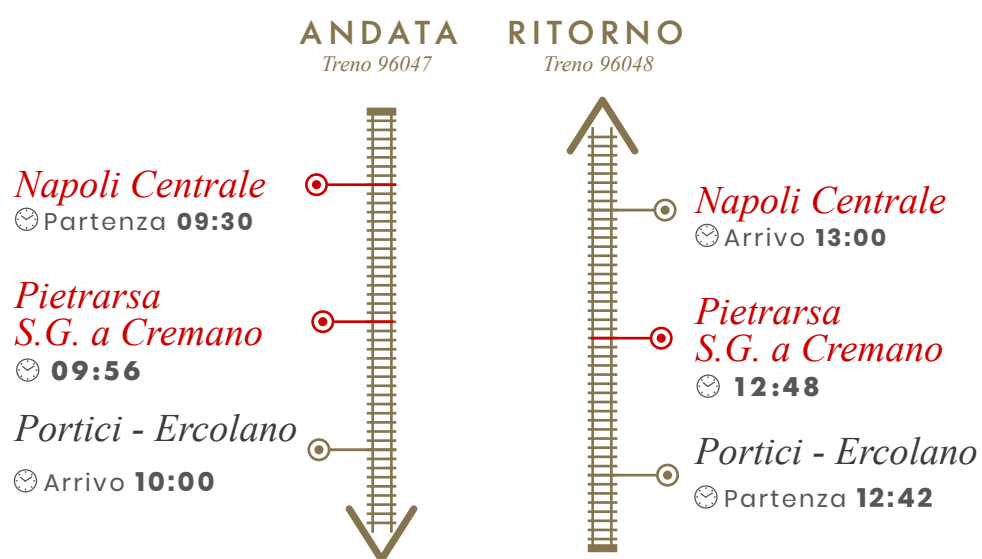 ANDATA
Treno 96047
Napoli Centrale
Partenza 09:30
Pietrarsa
S.G. a Cremano
09:56
Portici - Ercolano
Arrivo 10:00
RITORNO
Treno 96048
Napoli Centrale
Arrivo 13:00
Pietrarsa
S.G. a Cremano
12:48
Portici - Ercolano
Partenza 12:42